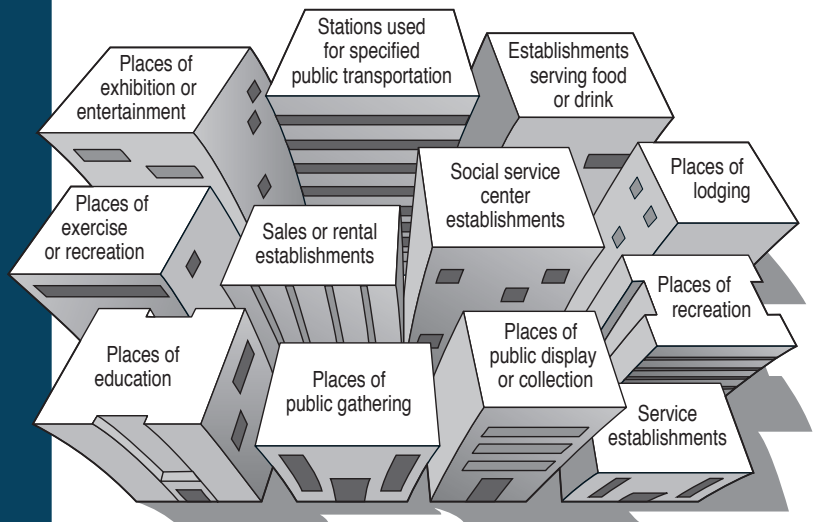 Stations used
for specified
public transportation
Places of
exhibition or
entertainment
Establishments
serving food
or drink
Social service
center
establishments
Places of
lodging
Places of
exercise
or recreation
Sales or rental
establishments
Places of
recreation
Places of
education
Places of
public gathering
Places of
public display
or collection
Service
establishments